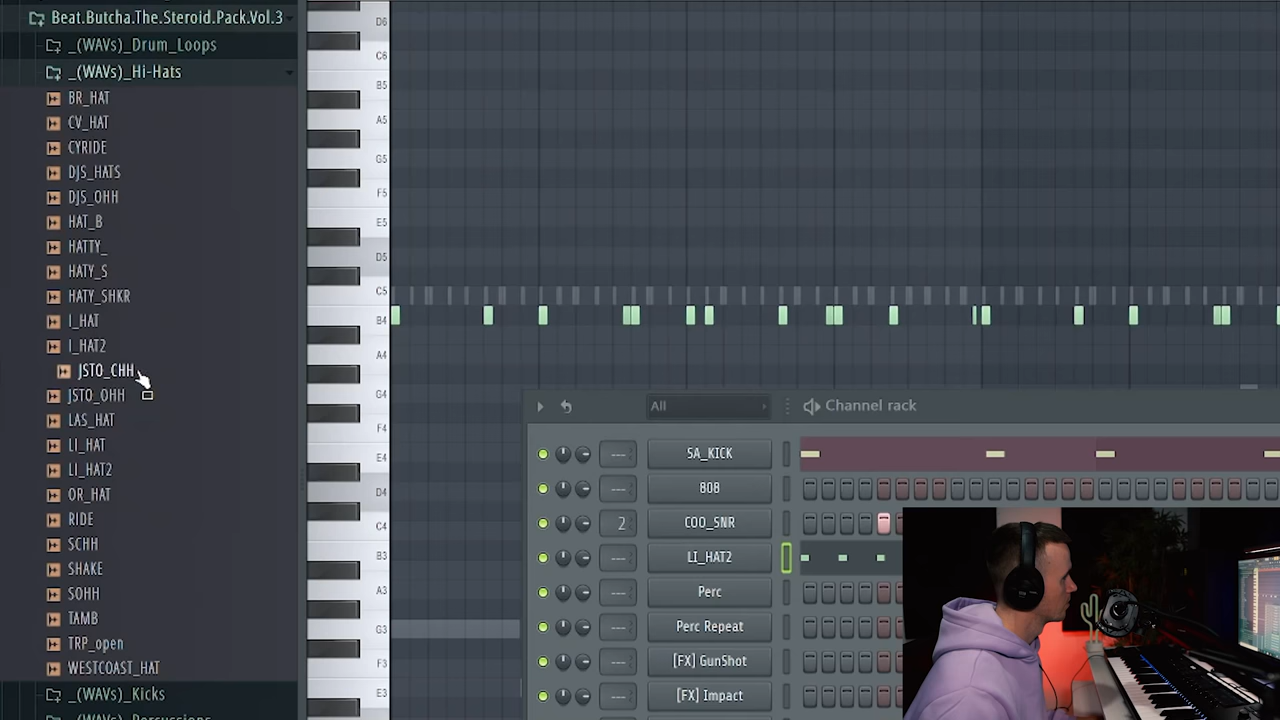 Beat.Butcha.The.Steroid.Pack.Vol.3
_(WAVs)_Drum_Loops
_(WAVs)_Hi-Hats
BR_HAT
CV_HAT
CYRIDE
DJS_HATS
DJS_OHH
HAT_B
HATTY_
HATY_S
HATY_SHKR
I_HAT
I_HAT2
JSTO_CHH
JSTO_OHH
LAS_HAT
LI_HAT
LI_HAT2
OR_HAT
RIDE
SCHH
SHAKE
SOHH
TAMB
TRP_open
WESTCOAST_HAT
_(WAVs)_Kicks
_(WAVs)_Percussions
D6
C6
B5
A5
G5
F5
E5
D5
C5
B4
A4
G4
F4
E4
D4
C4
B3
A3
G3
F3
E3
All
Channel rack
--- SA_KICK
--- 808
2 COO_SNR
--- LI_HAT2
--- Perc
--- Perc Repeat
--- [FX] GunShot
--- [FX] Impact